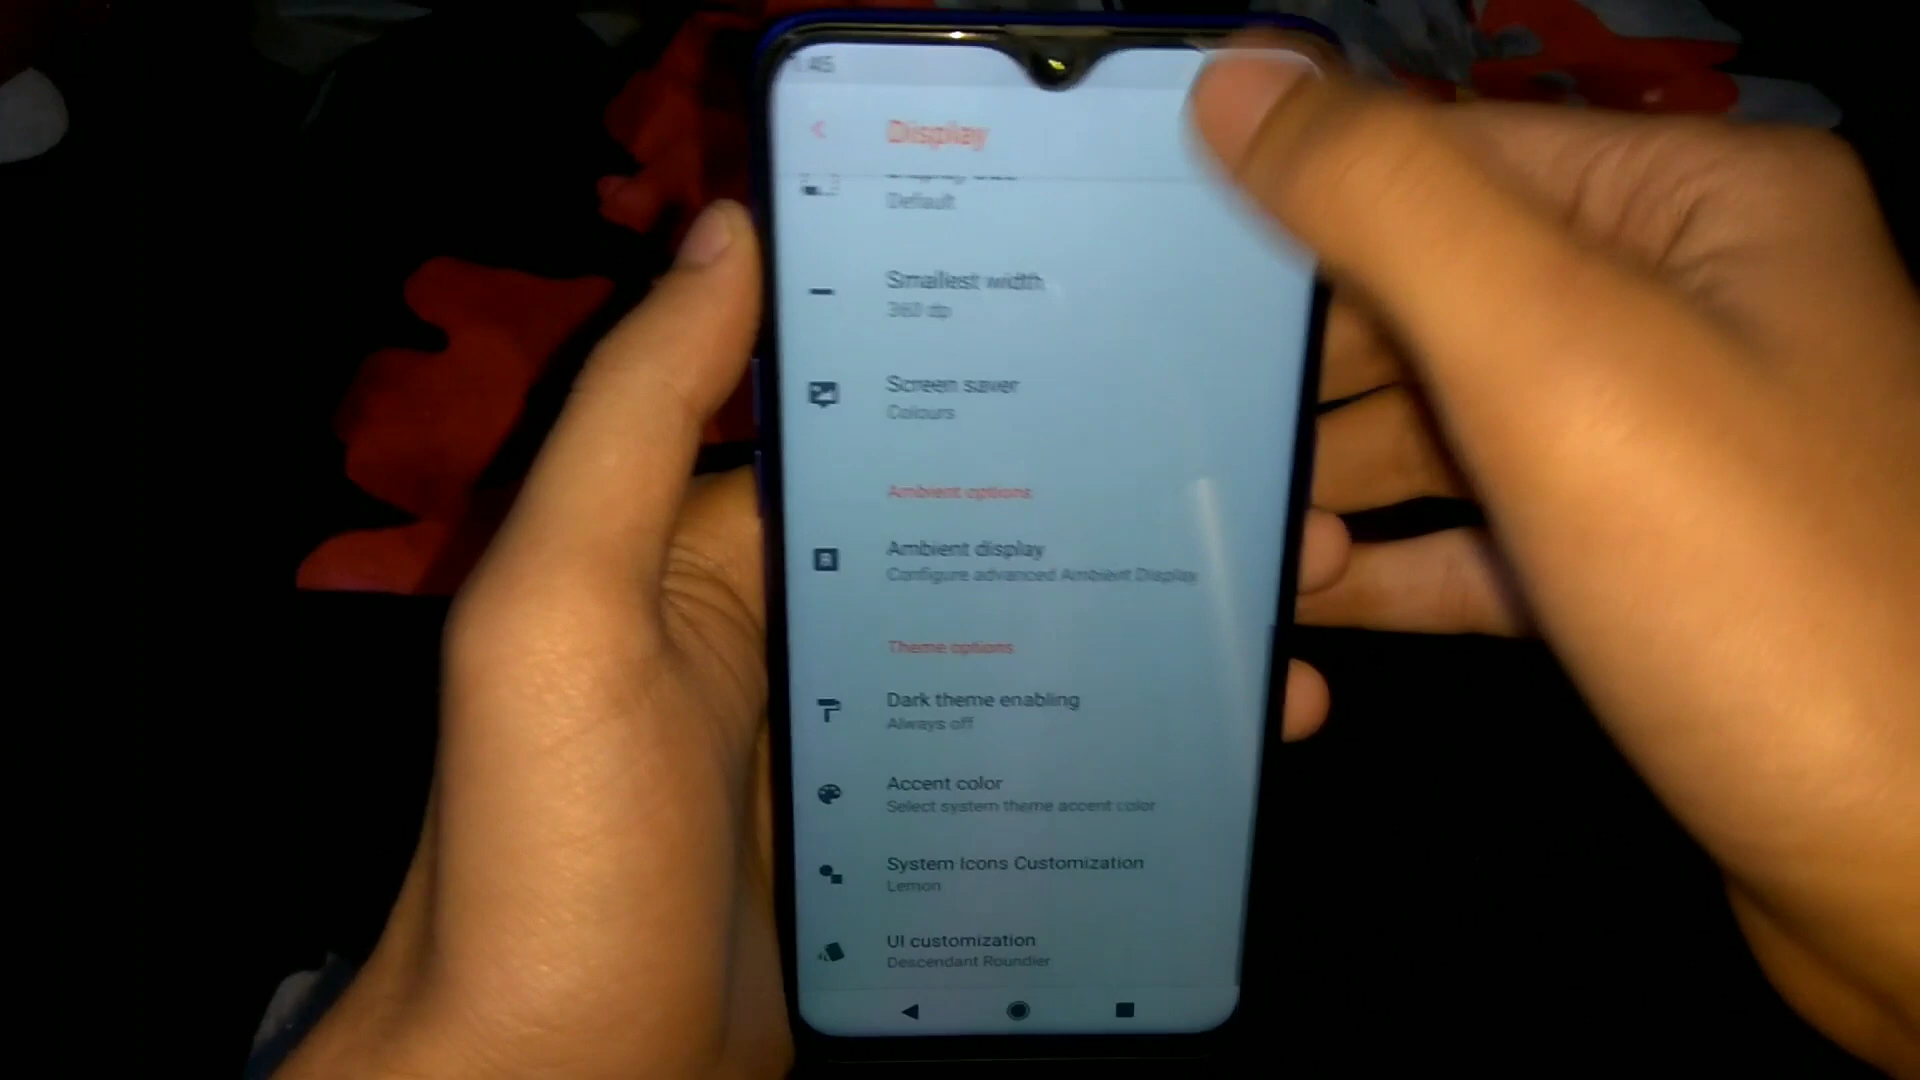 :45
Display
Default
Smallest width
360 dp
Screen saver
Colours
Ambient options
Ambient display
Configure advanced Ambient Display
Theme options
Dark theme enabling
Always off
Accent color
Select system theme accent color
System Icons Customization
Lemon
UI customization
Descendant Roundier